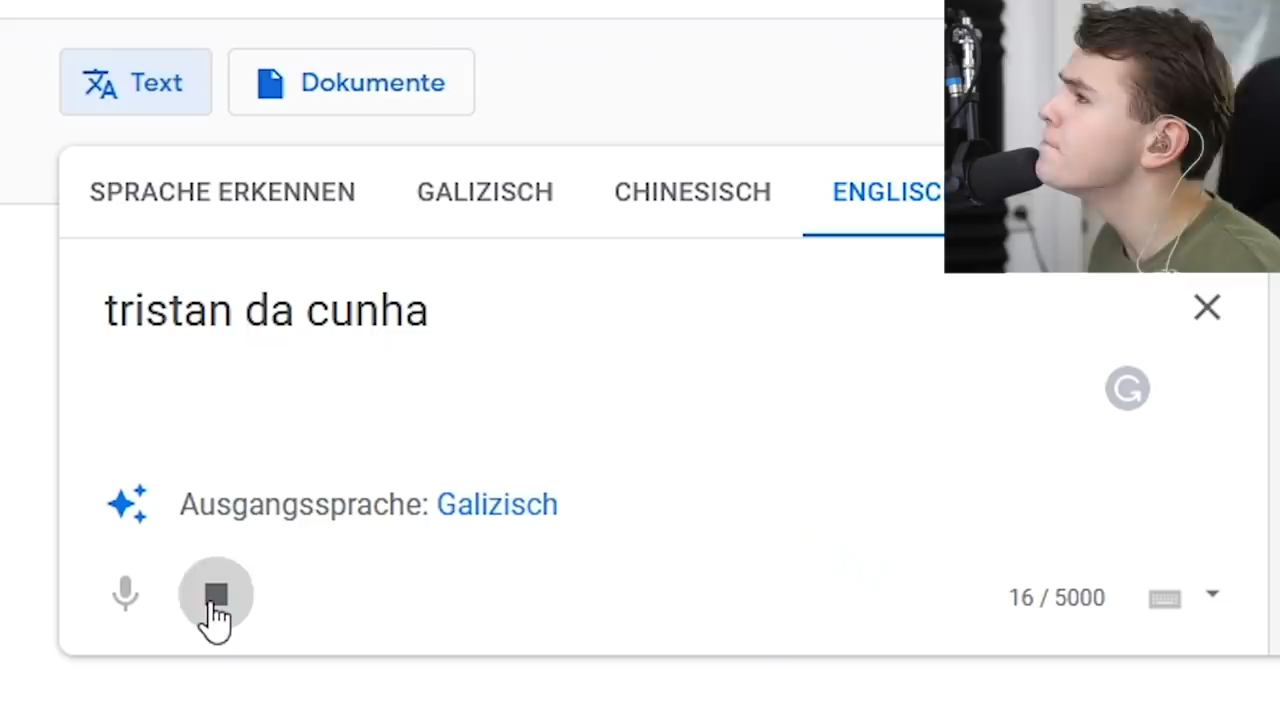 Text
Dokumente
SPRACHE ERKENNEN GALIZISCH CHINESISCH ENGLISC
tristan da cunha
Ausgangssprache: Galizisch
16 / 5000